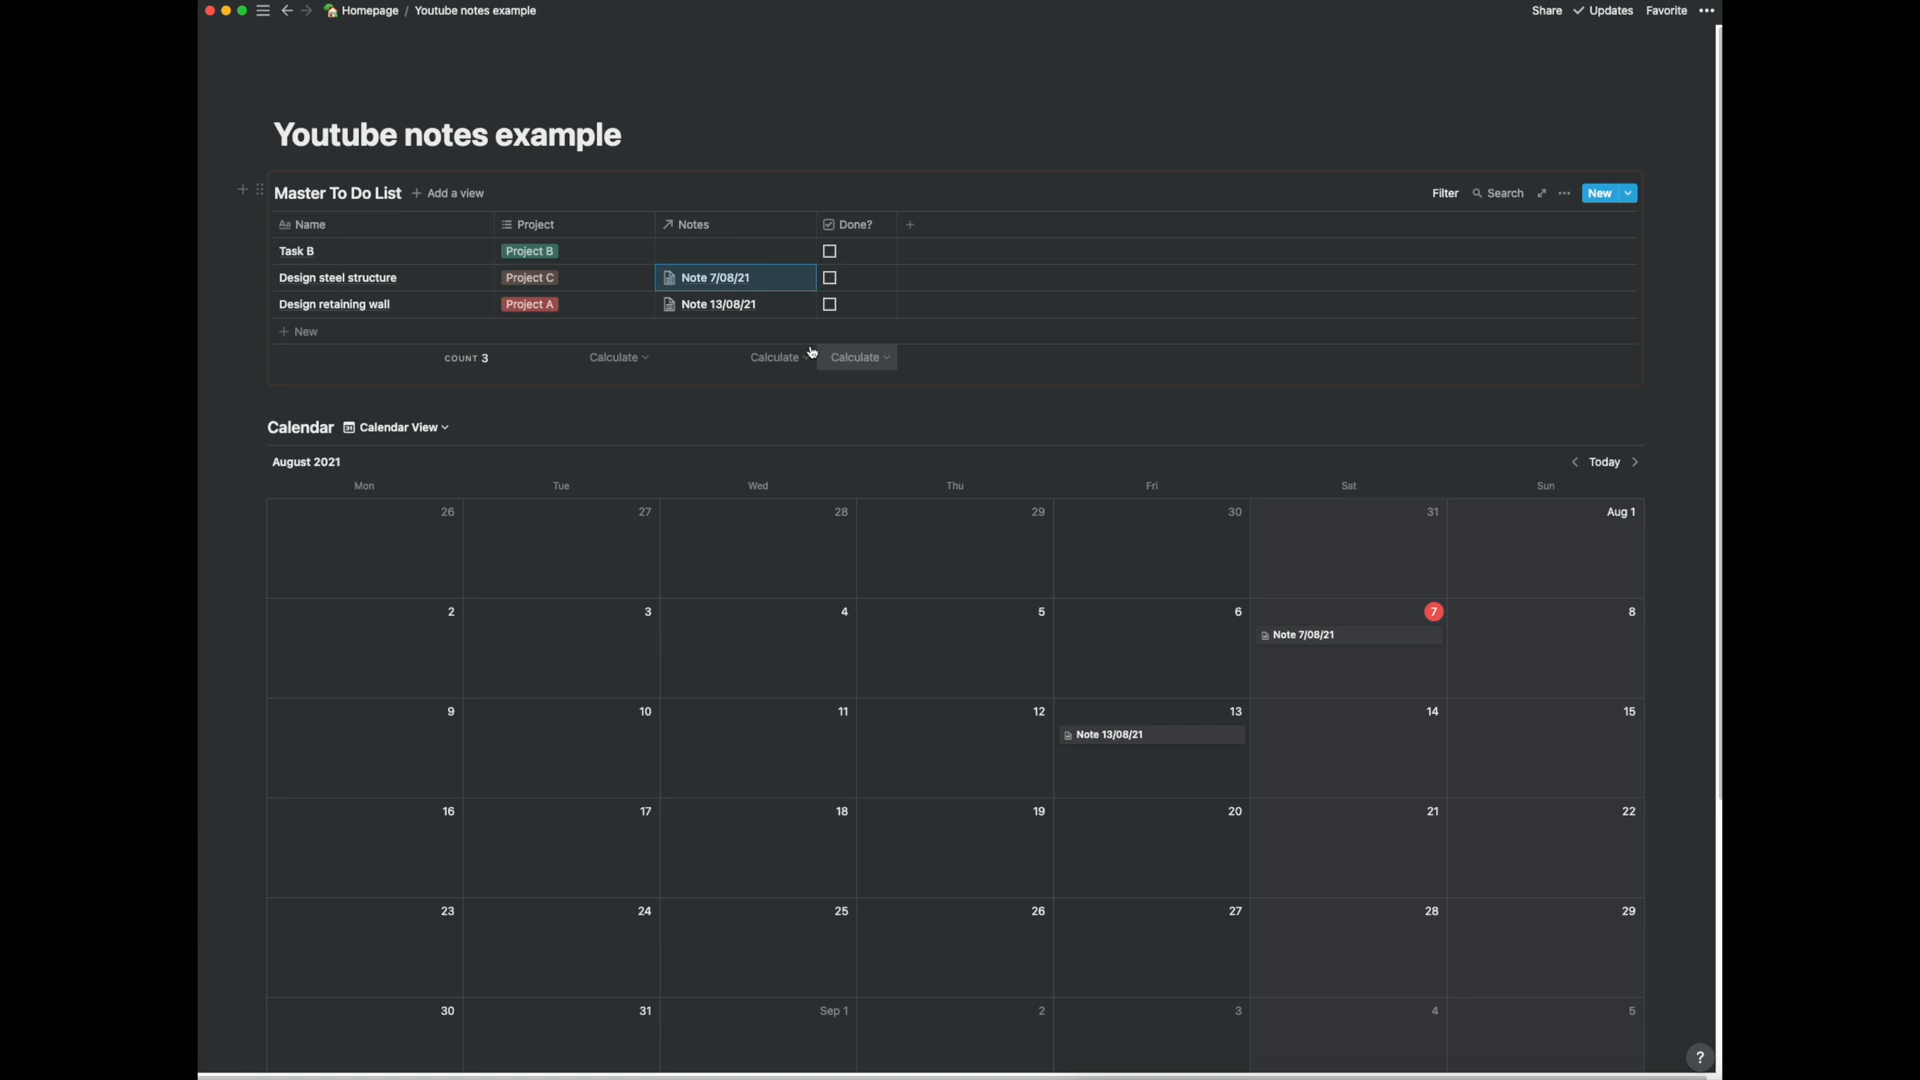 Homepage / Youtube notes example
Share Updates Favorite
Youtube notes example
Master To Do List + Add a view Filter Search New
Aa Name Project Notes Done? +
Task B Project B
Design steel structure Project C Note 7/08/21
Design retaining wall Project A Note 13/08/21
+ New
COUNT 3 Calculate Calculate Calculate
Calendar 31 Calendar View
August 2021 < Today >
Mon Tue Wed Thu Fri Sat Sun
26 27 28 29 30 31 Aug 1
2 3 4 5 6 7 8
Note 7/08/21
9 10 11 12 13 14 15
Note 13/08/21
16 17 18 19 20 21 22
23 24 25 26 27 28 29
30 31 Sep 1 2 3 4 5
?